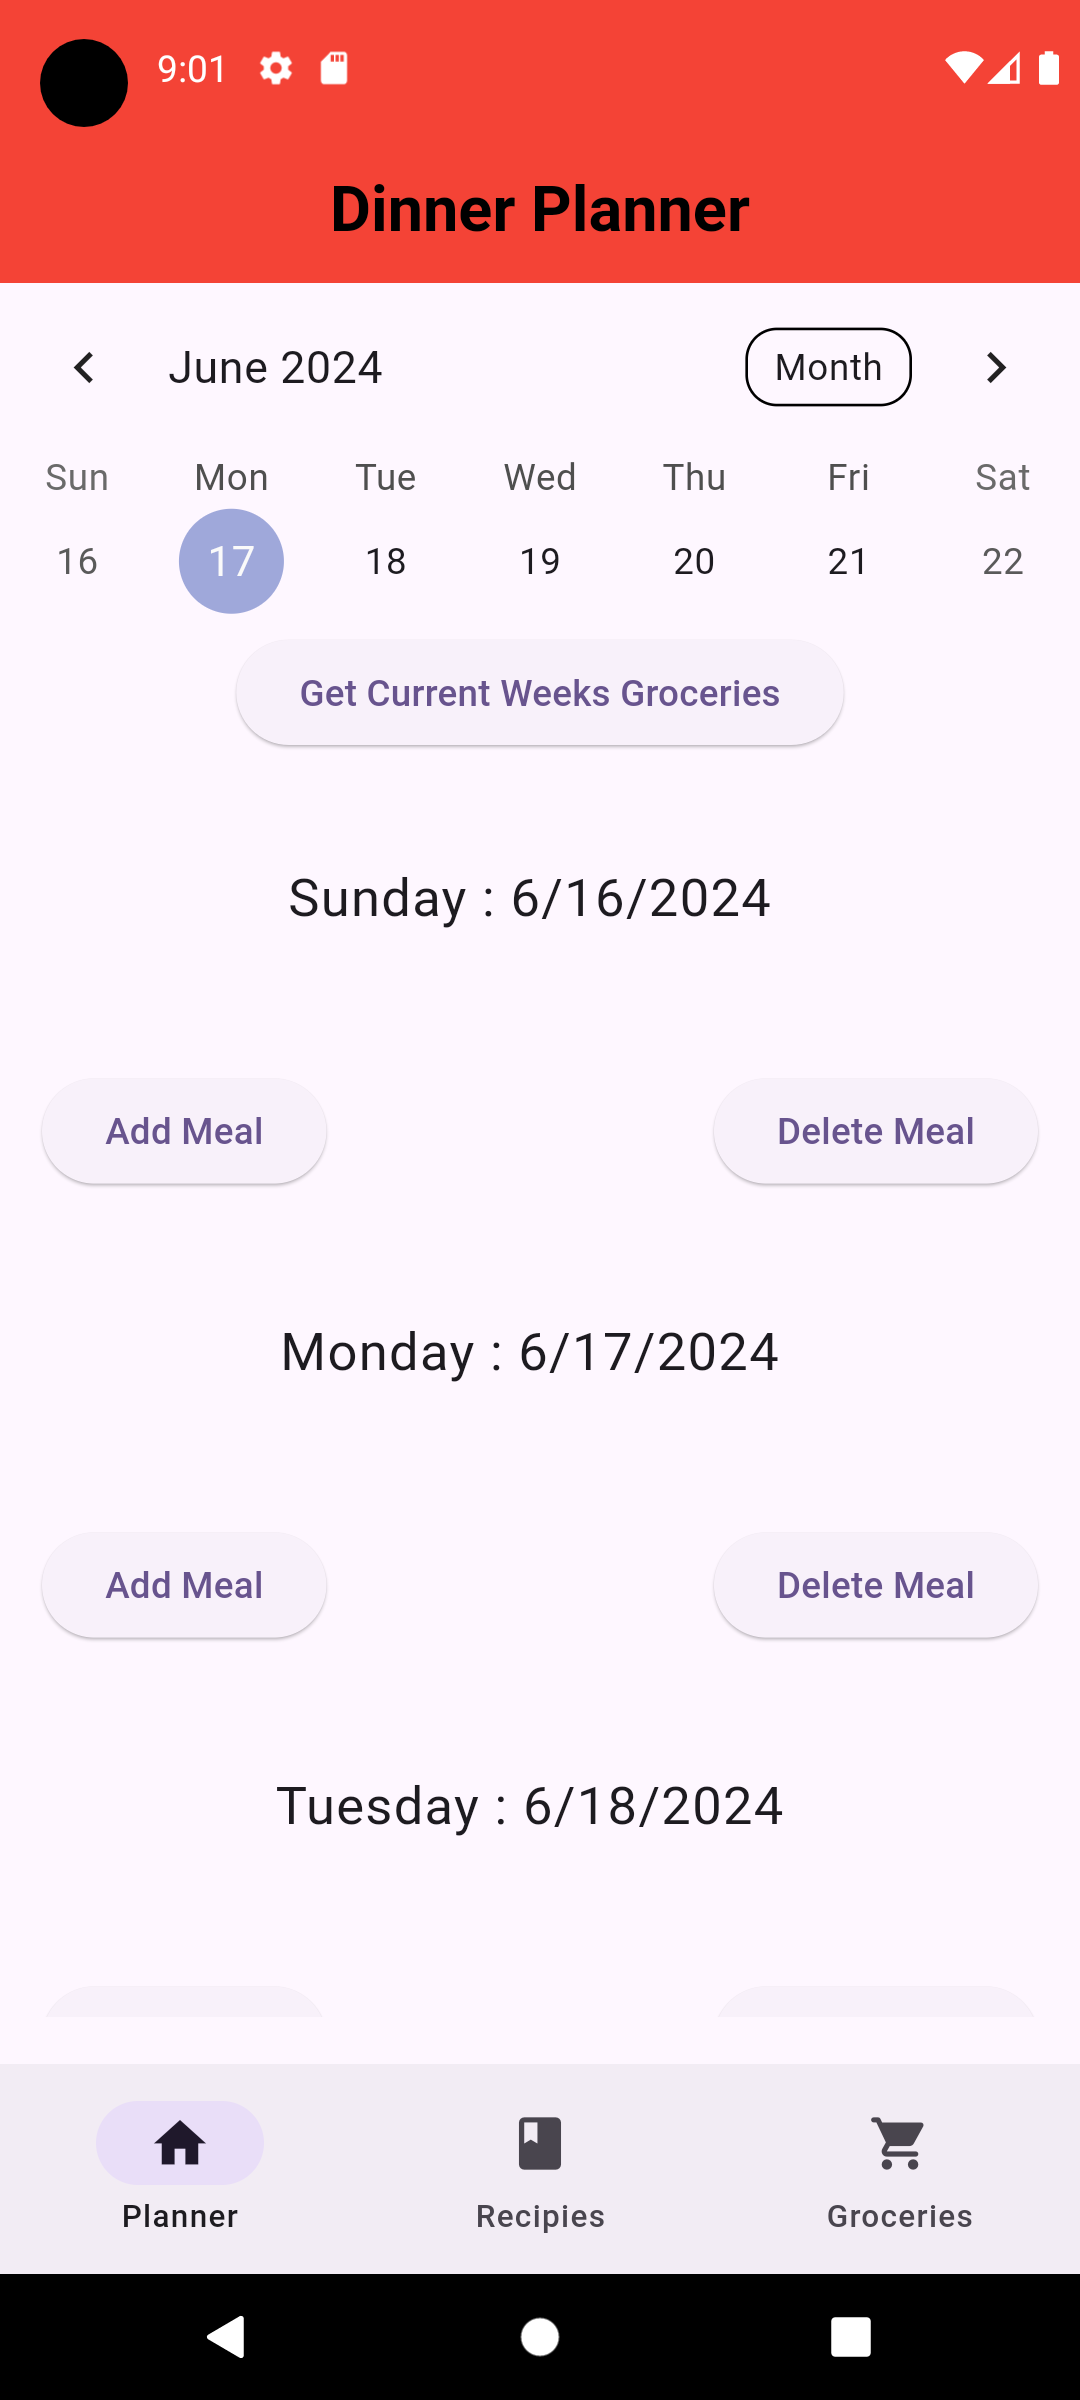 9:01
Dinner Planner
June 2024 Month
Sun Mon Tue Wed Thu Fri Sat
16 17 18 19 20 21 22
Get Current Weeks Groceries
Sunday : 6/16/2024
Add Meal Delete Meal
Monday : 6/17/2024
Add Meal Delete Meal
Tuesday : 6/18/2024
Planner Recipies Groceries